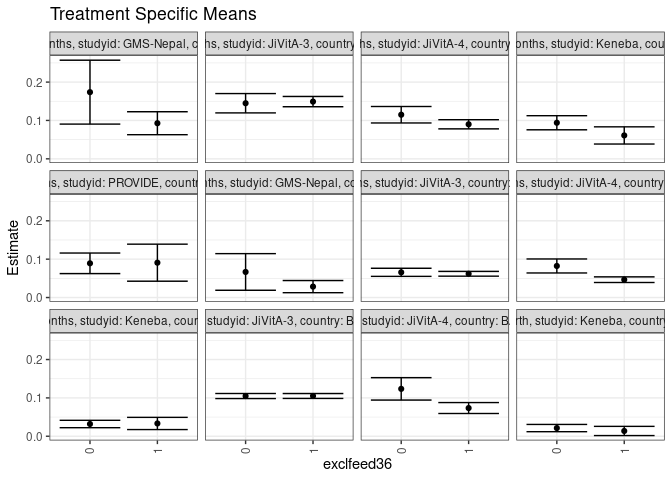 Treatment Specific Means
nths, studyid: GMS-Nepal, c
hs, studyid: JiVitA-3, country
hs, studyid: JiVitA-4, country
onths, studyid: Keneba, cou
0.2
0.1
0.0
s, studyid: PROVIDE, countr
nths, studyid: GMS-Nepal, co
ns, studyid: JiVitA-3, country:
ns, studyid: JiVitA-4, country
0.2
0.1
0.0
Estimate
onths, studyid: Keneba, cour
studyid: JiVitA-3, country: B
studyid: JiVitA-4, country: B
rth, studyid: Keneba, country
0.2
0.1
0.0
0 1 0 1 0 1 0 1
exclfeed36